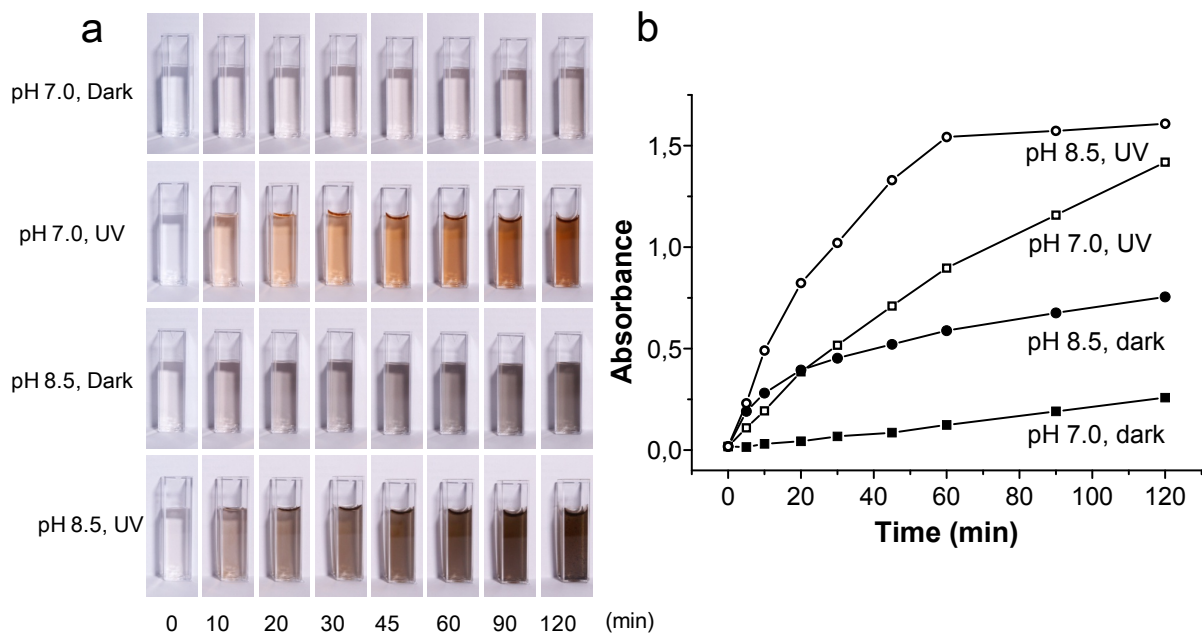 a
pH 7.0, Dark
pH 7.0, UV
pH 8.5, Dark
pH 8.5, UV
0 10 20 30 45 60 90 120 (min)
b
Absorbance
1,5
1,0
0,5
0,0
pH 8.5, UV
pH 7.0, UV
pH 8.5, dark
pH 7.0, dark
0 20 40 60 80 100 120
Time (min)